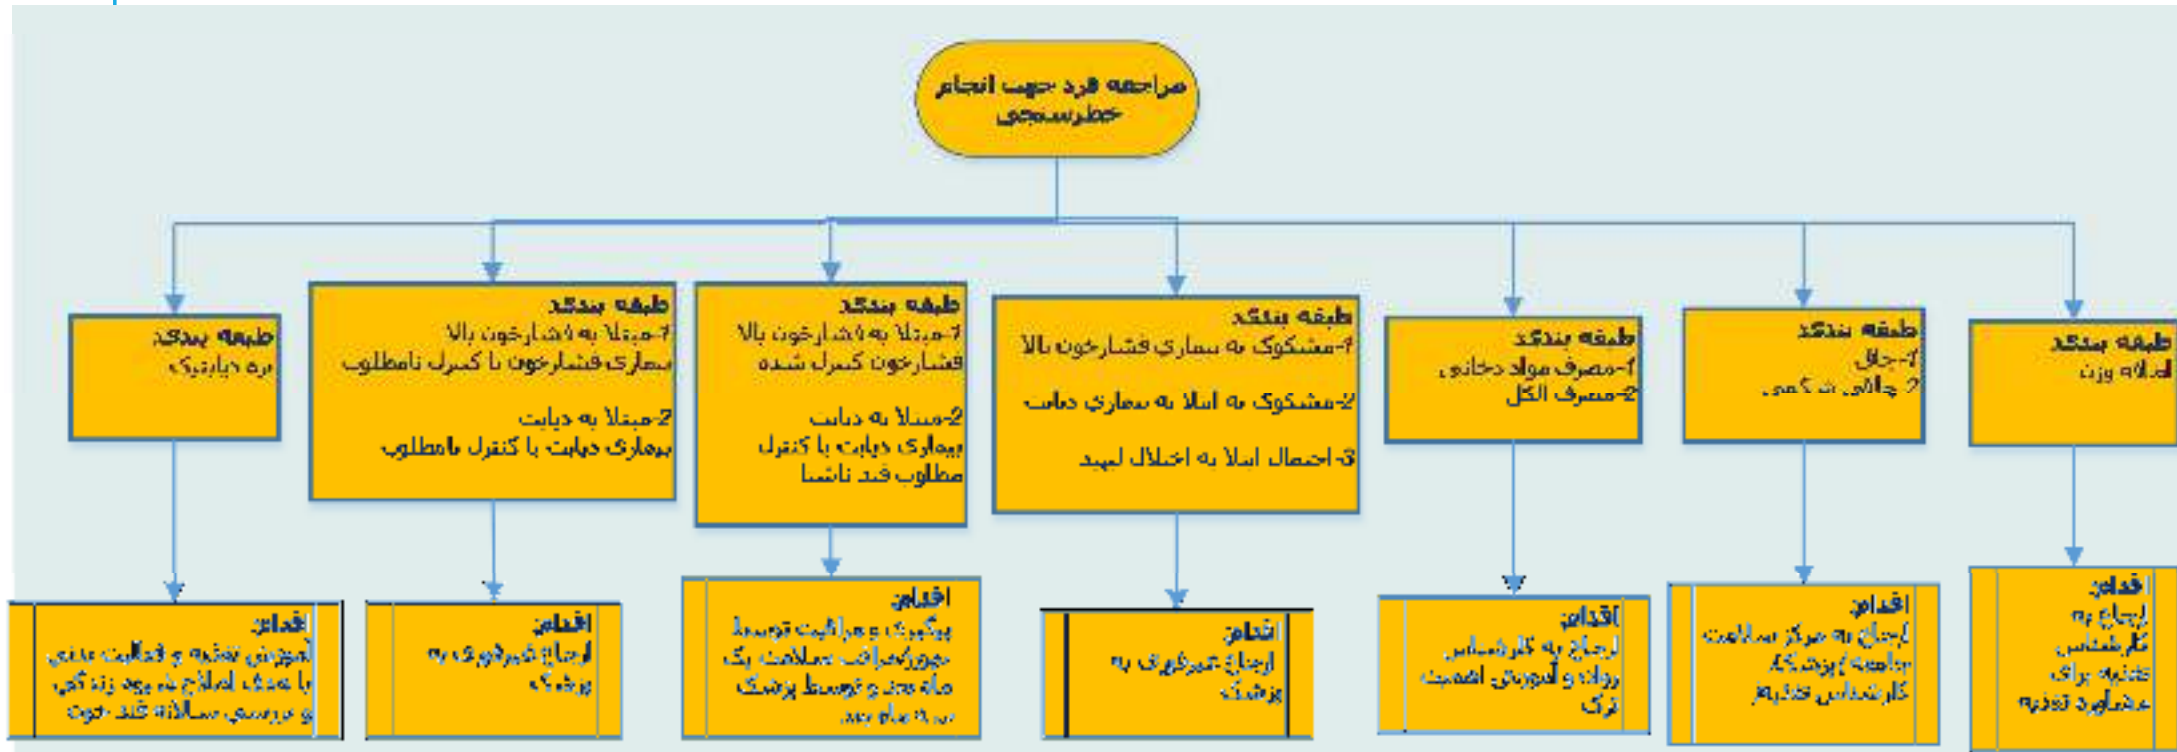 مراجعه فرد جهت انجام
خطرسنجی
طبقه بندی:
اضافه وزن
طبقه بندی:
1-چاق
2-چاقی شکمی
طبقه بندی:
1-مصرف مواد دخانی
2-مصرف الکل
طبقه بندی:
1-مشکوک به بیماری فشارخون بالا
2-مشکوک به ابتلا به بیماری دیابت
3-احتمال ابتلا به اختلال لیپید
طبقه بندی:
1-مبتلا به فشارخون بالا
فشارخون کنترل شده
2-مبتلا به دیابت
بیماری دیابت با کنترل
مطلوب قند ناشتا
طبقه بندی:
1-مبتلا به فشارخون بالا
بیماری فشارخون با کنترل نامطلوب
2-مبتلا به دیابت
بیماری دیابت با کنترل نامطلوب
طبقه بندی:
پره دیابتیک
اقدام:
ارجاع به
کارشناس
تغذیه برای
مشاوره تغذیه
اقدام:
ارجاع به مرکز سلامت
جامعه/پزشک/
کارشناس تغذیه
اقدام:
ارجاع به کارشناس
روان و آموزش اهمیت
ترک
اقدام:
ارجاع غیرفوری به
پزشک
اقدام:
پیگیری و مراقبت توسط
بهورز/مراقب سلامت یک
ماه بعد و توسط پزشک
سه ماه بعد
اقدام:
ارجاع غیرفوری به
پزشک
اقدام:
آموزش تغذیه و فعالیت بدنی
با هدف اصلاح شیوه زندگی
و بررسی سالانه قند خون